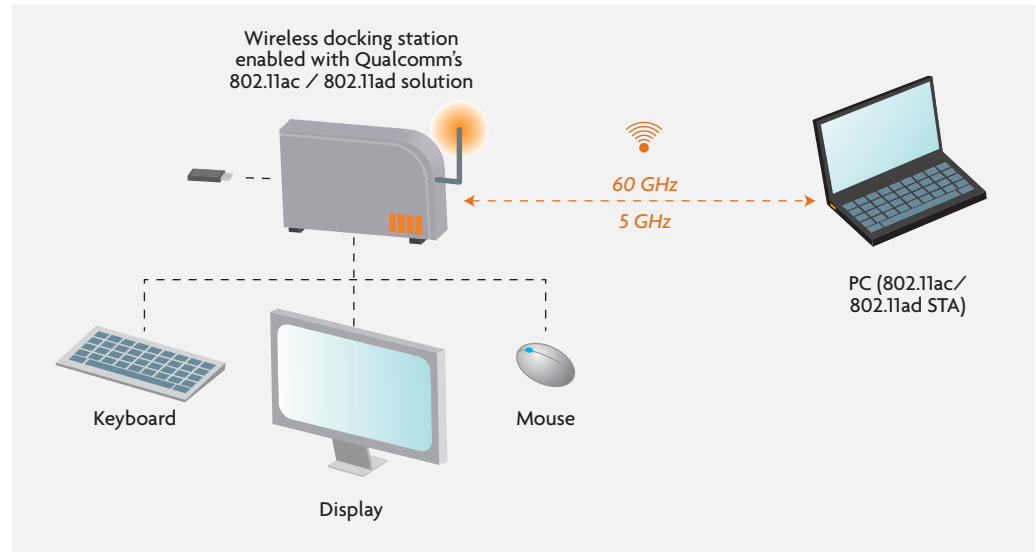 Wireless docking station
enabled with Qualcomm's
802.11ac / 802.11ad solution
60 GHz
5 GHz
PC (802.11ac/
802.11ad STA)
Keyboard
Mouse
Display